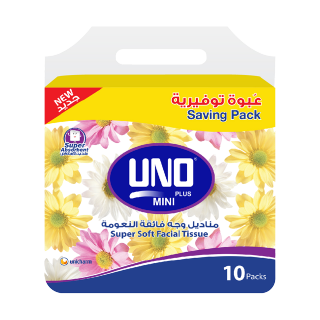 عبوة توفيرية
Saving Pack
NEW
جديد
Super
Absorbent
UNO
PLUS
MINI
مناديل وجه فائقة النعومة
Super Soft Facial Tissue
unicharm
10 Packs